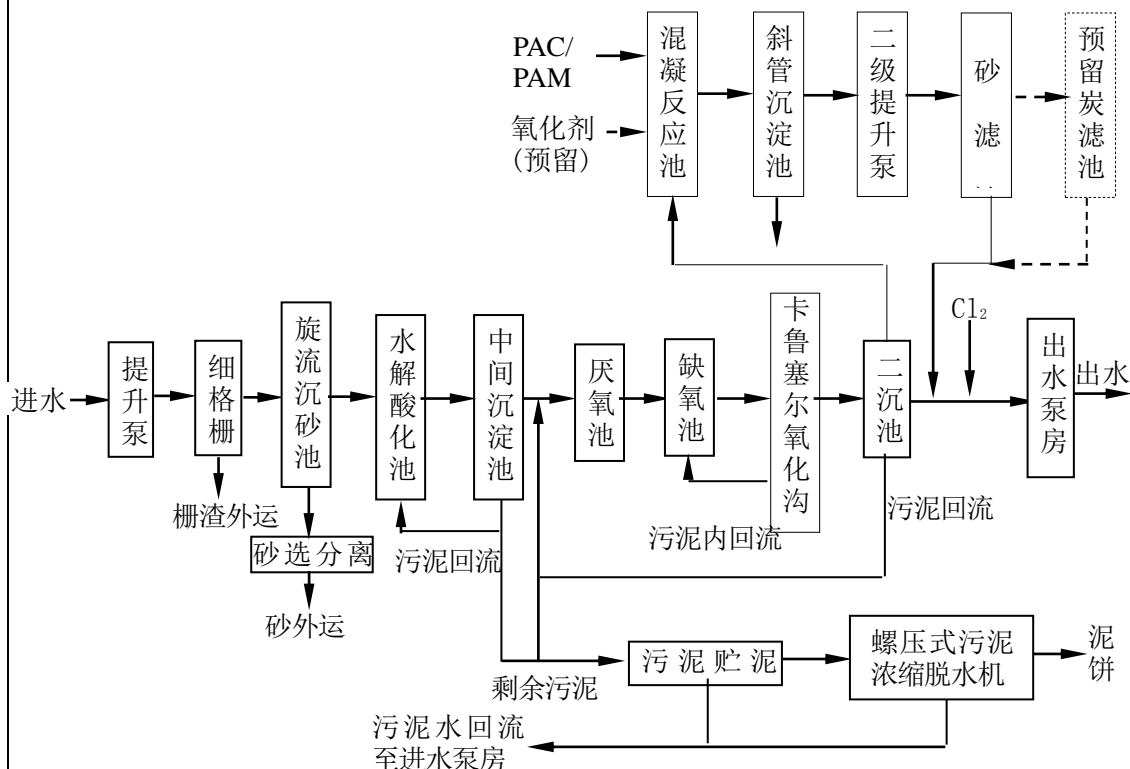 PAC/
PAM
氧化剂
(预留)
混凝反应池
斜管沉淀池
二级提升泵
砂滤
预留炭滤池
Cl₂
进水
提升泵
细格栅
旋流沉砂池
水解酸化池
中间沉淀池
厌氧池
缺氧池
卡鲁塞尔氧化沟
二沉池
出水泵房
出水
栅渣外运
砂选分离
砂外运
污泥回流
污泥内回流
污泥回流
剩余污泥
污泥贮泥
螺压式污泥
浓缩脱水机
泥饼
污泥水回流
至进水泵房